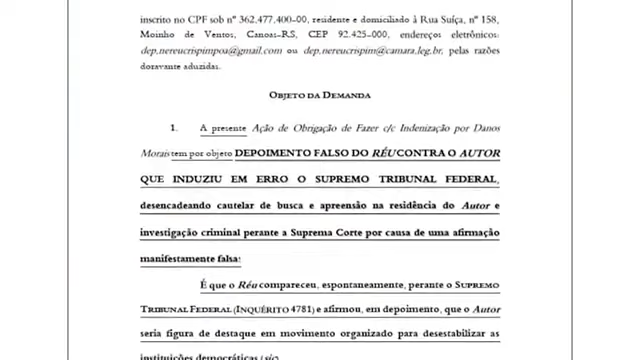 inscrito no CPF sob nº 362.477.400-00, residente e domiciliado à Rua Suíça, nº 158,
Moinho de Ventos, Canoas-RS, CEP 92.425-000, endereços eletrônicos:
dep.nereucrispimpoa@gmail.com ou dep.nereucrispim@camara.leg.br, pelas razões
doravante aduzidas.
OBJETO DA DEMANDA
1. A presente Ação de Obrigação de Fazer c/c Indenização por Danos
Morais tem por objeto DEPOIMENTO FALSO DO RÉU CONTRA O AUTOR
QUE INDUZIU EM ERRO O SUPREMO TRIBUNAL FEDERAL,
desencadeando cautelar de busca e apreensão na residência do Autor e
investigação criminal perante a Suprema Corte por causa de uma afirmação
manifestamente falsa:
É que o Réu compareceu, espontaneamente, perante o SUPREMO
TRIBUNAL FEDERAL (INQUÉRITO 4781) e afirmou, em depoimento, que o Autor
seria figura de destaque em movimento organizado para desestabilizar as
instituições democráticas (sic)